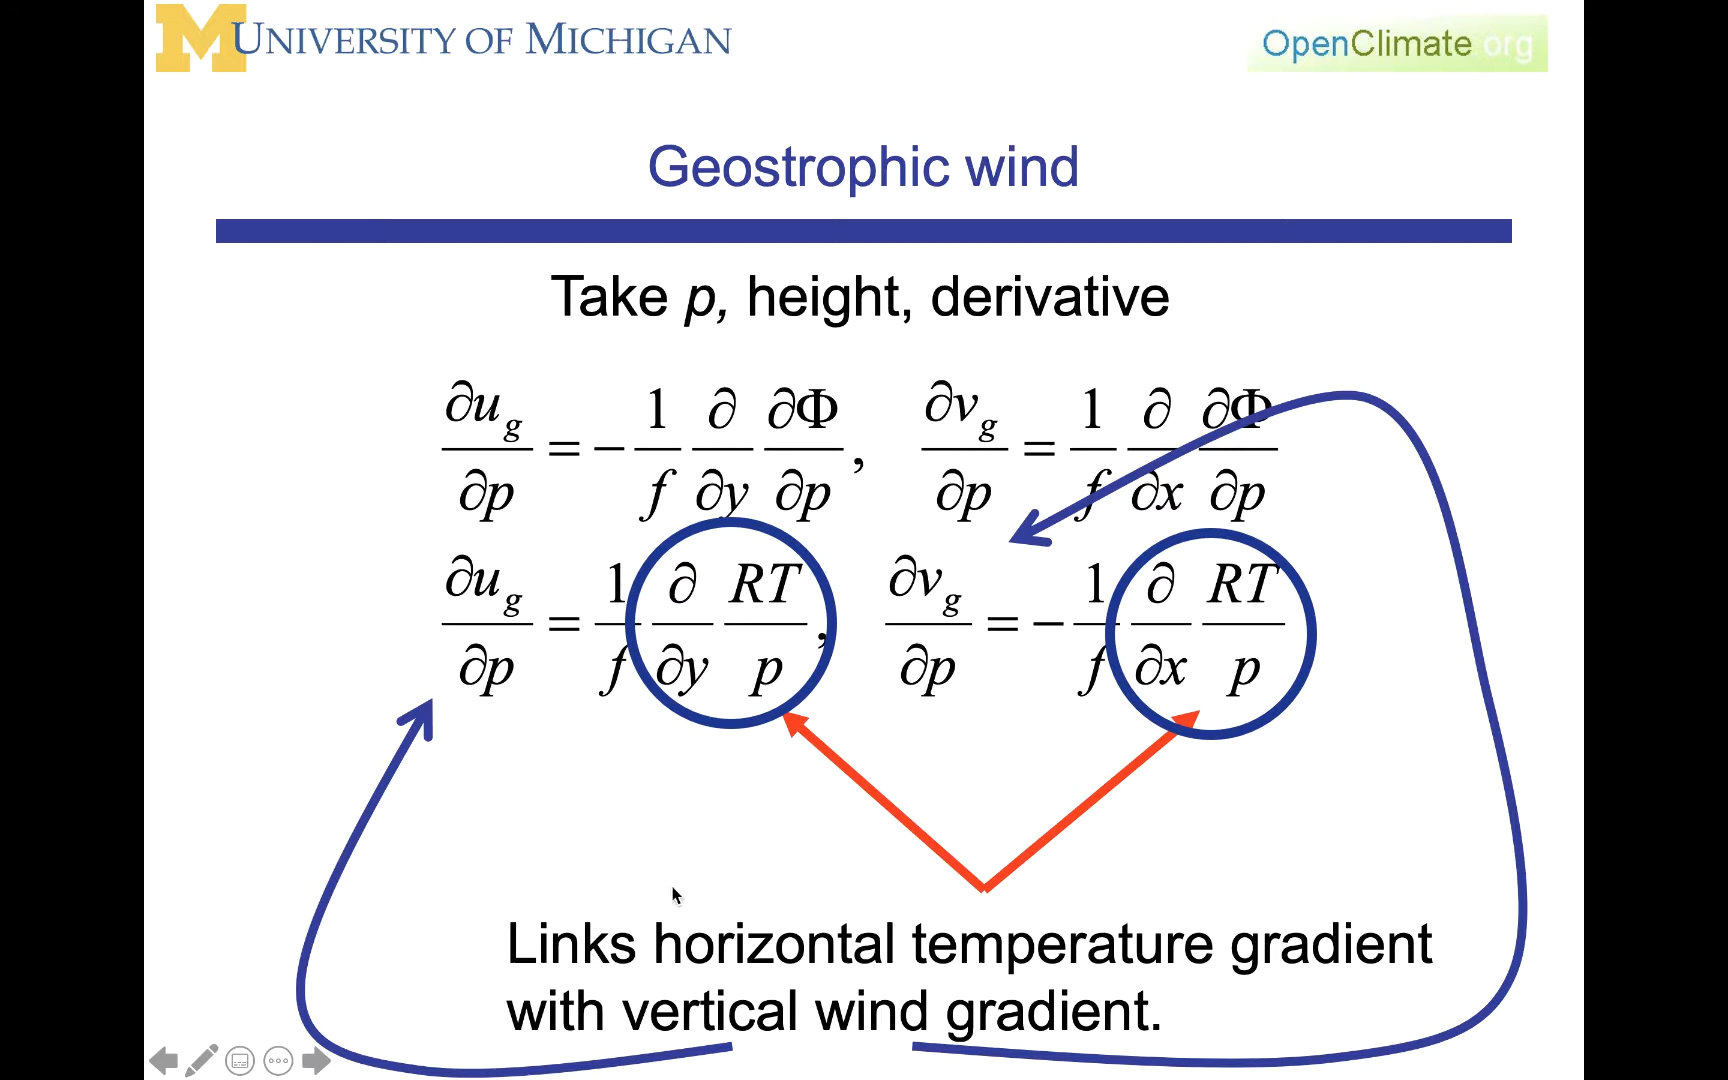 UNIVERSITY OF MICHIGAN
OpenClimate.org
Geostrophic wind
Take p, height, derivative
∂u_g/∂p = − 1/f ∂/∂y ∂Φ/∂p , ∂v_g/∂p = 1/f ∂/∂x ∂Φ/∂p
∂u_g/∂p = 1/f ∂/∂y RT/p , ∂v_g/∂p = − 1/f ∂/∂x RT/p
Links horizontal temperature gradient
with vertical wind gradient.